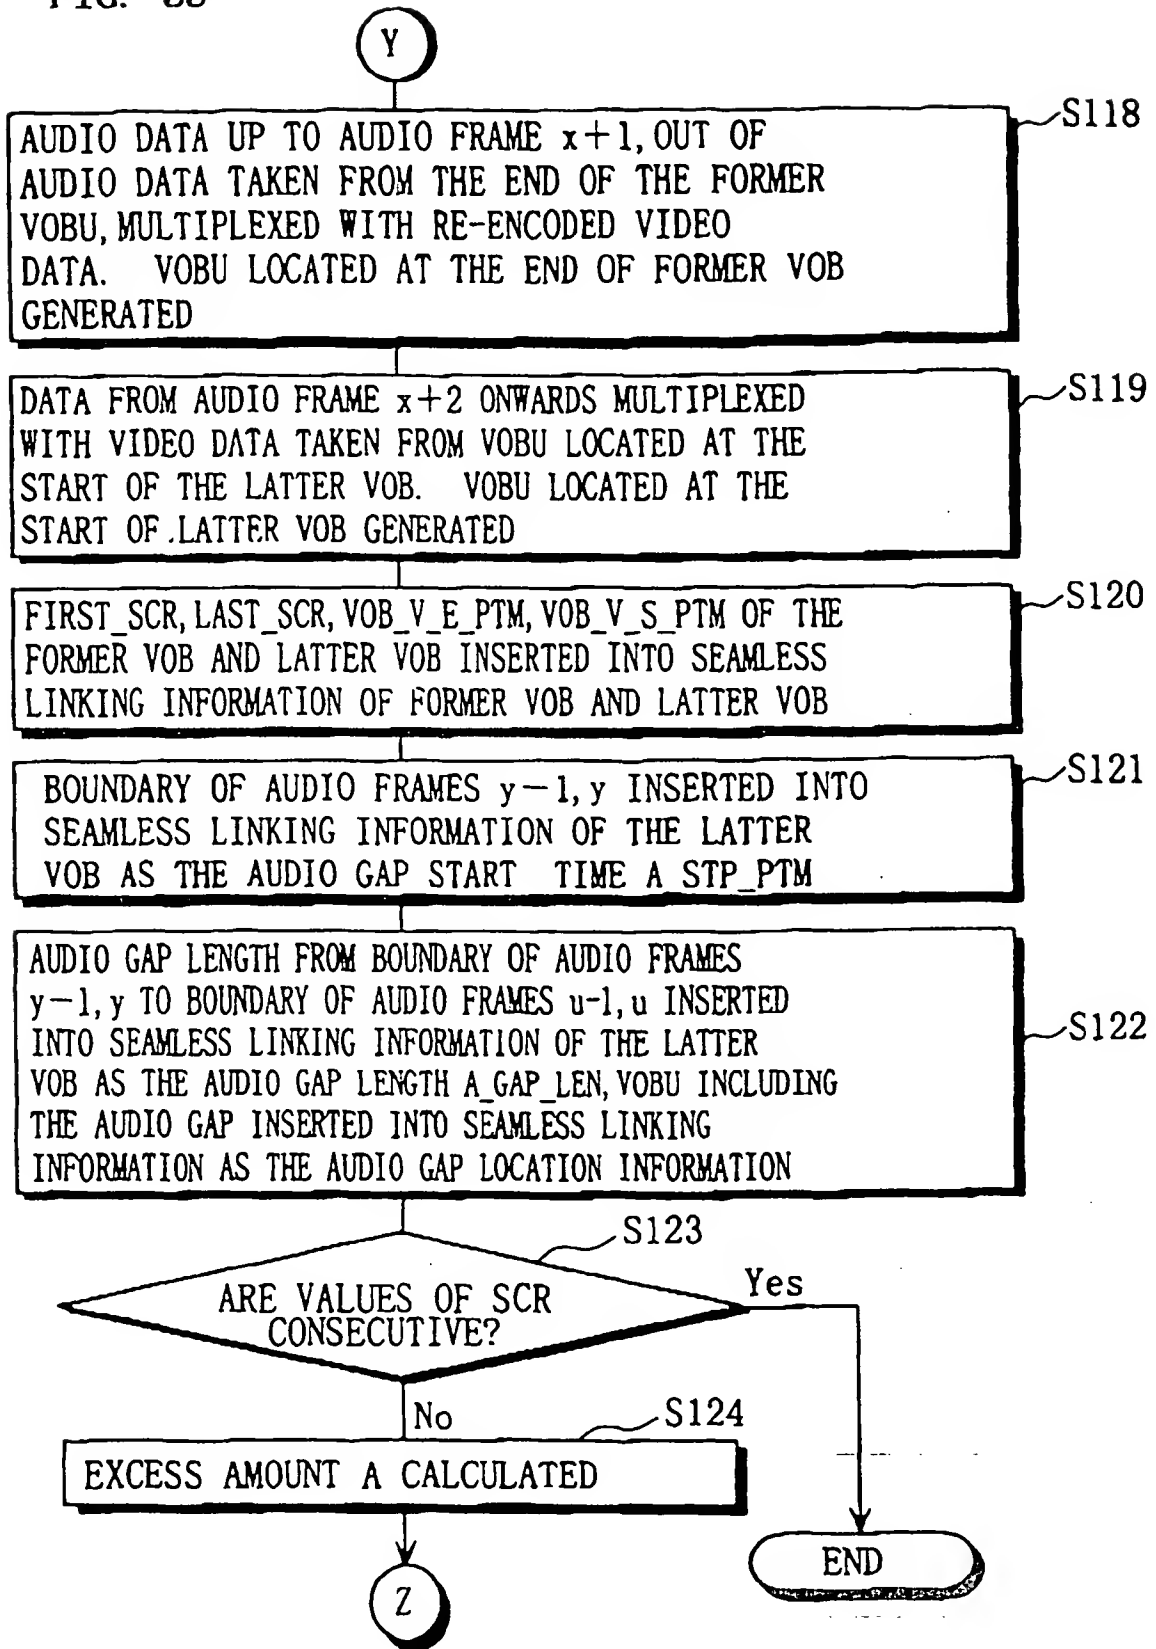 FIG.
Y
S118
AUDIO DATA UP TO AUDIO FRAME x+1, OUT OF
AUDIO DATA TAKEN FROM THE END OF THE FORMER
VOBU, MULTIPLEXED WITH RE-ENCODED VIDEO
DATA. VOBU LOCATED AT THE END OF FORMER VOB
GENERATED
S119
DATA FROM AUDIO FRAME x+2 ONWARDS MULTIPLEXED
WITH VIDEO DATA TAKEN FROM VOBU LOCATED AT THE
START OF THE LATTER VOB. VOBU LOCATED AT THE
START OF .LATTER VOB GENERATED
S120
FIRST_SCR, LAST_SCR, VOB_V_E_PTM, VOB_V_S_PTM OF THE
FORMER VOB AND LATTER VOB INSERTED INTO SEAMLESS
LINKING INFORMATION OF FORMER VOB AND LATTER VOB
S121
BOUNDARY OF AUDIO FRAMES y-1, y INSERTED INTO
SEAMLESS LINKING INFORMATION OF THE LATTER
VOB AS THE AUDIO GAP START TIME A STP_PTM
S122
AUDIO GAP LENGTH FROM BOUNDARY OF AUDIO FRAMES
y-1, y TO BOUNDARY OF AUDIO FRAMES u-1, u INSERTED
INTO SEAMLESS LINKING INFORMATION OF THE LATTER
VOB AS THE AUDIO GAP LENGTH A_GAP_LEN, VOBU INCLUDING
THE AUDIO GAP INSERTED INTO SEAMLESS LINKING
INFORMATION AS THE AUDIO GAP LOCATION INFORMATION
S123
ARE VALUES OF SCR
CONSECUTIVE?
Yes
No
S124
EXCESS AMOUNT A CALCULATED
END
Z